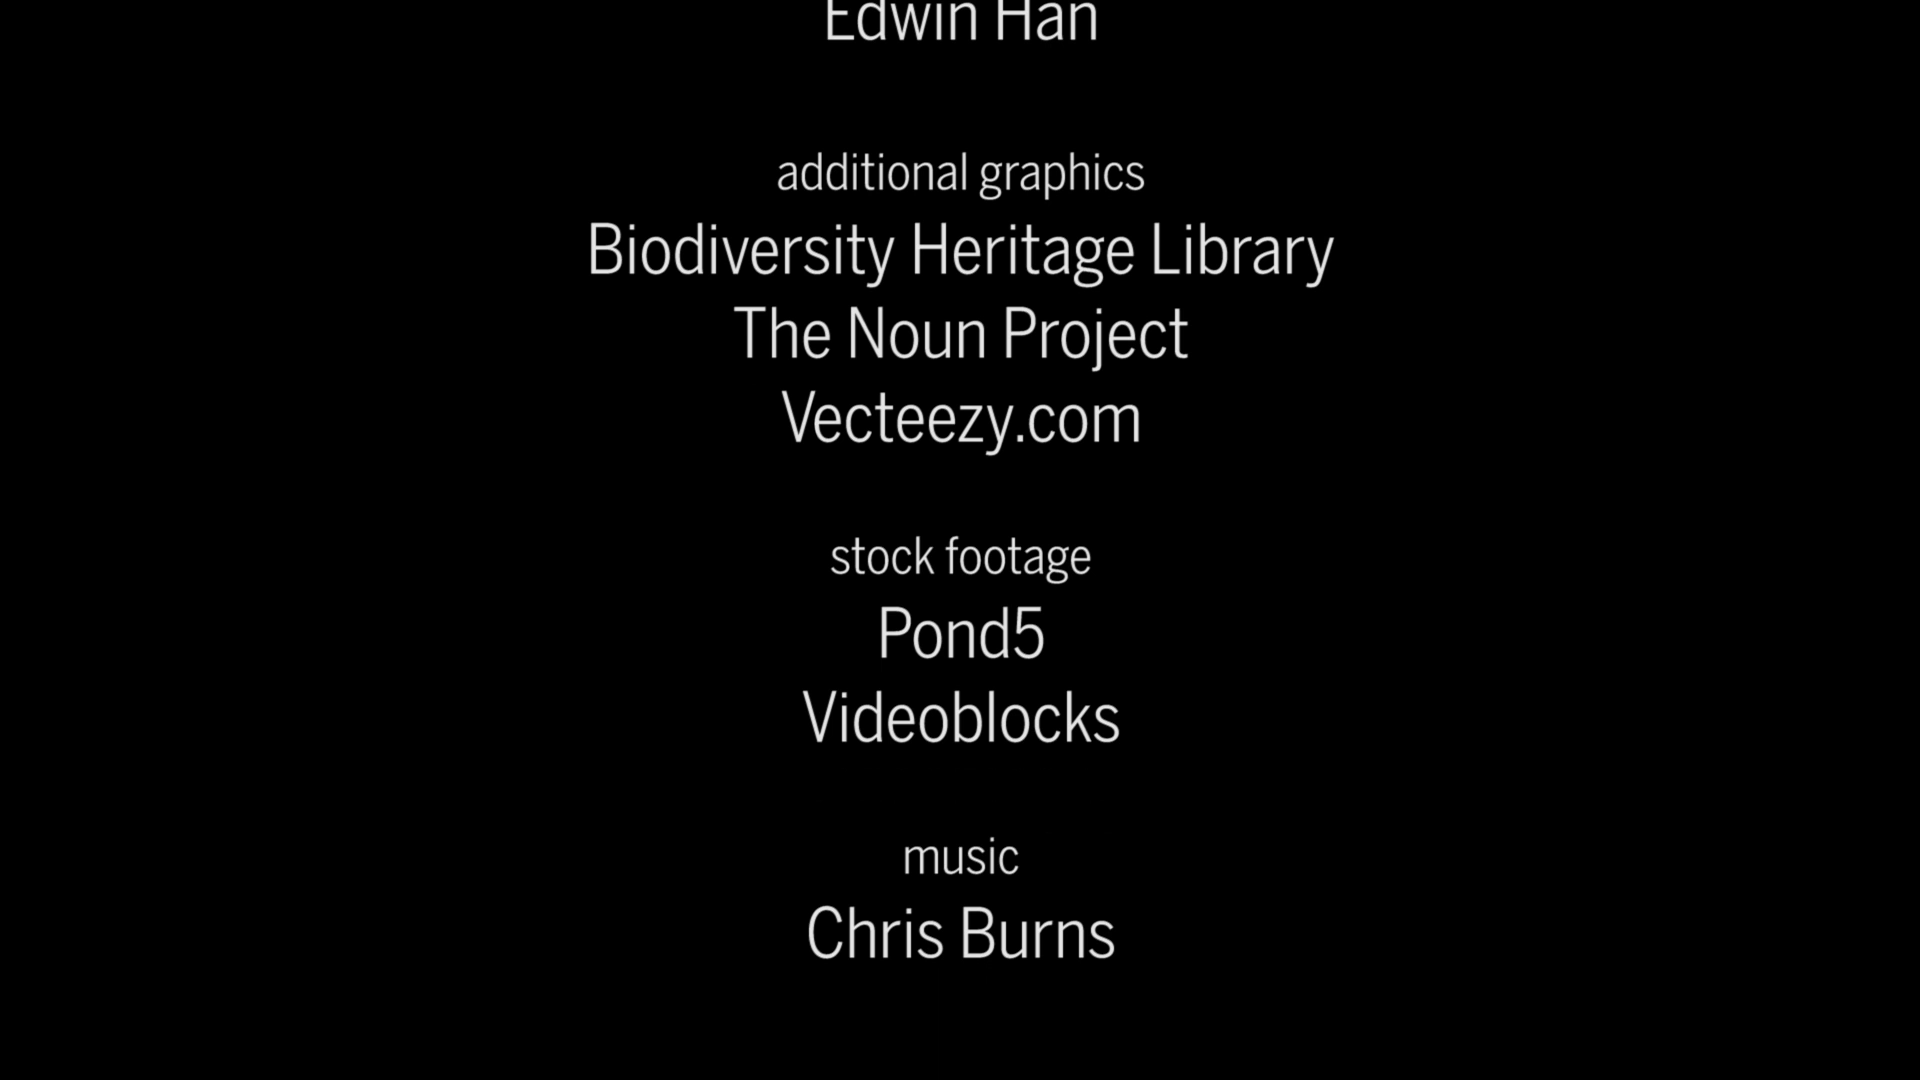 Edwin Han
additional graphics
Biodiversity Heritage Library
The Noun Project
Vecteezy.com
stock footage
Pond5
Videoblocks
music
Chris Burns